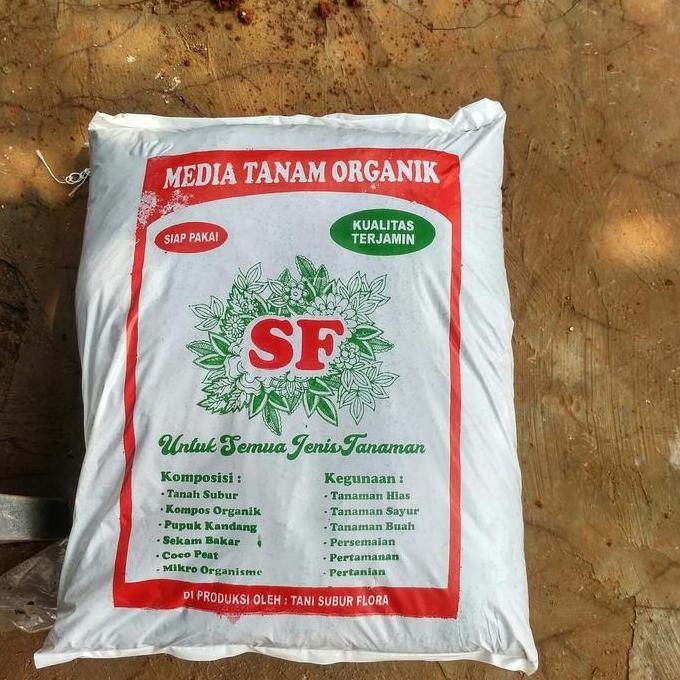 MEDIA TANAM ORGANIK
SIAP PAKAI
KUALITAS
TERJAMIN
SF
Untuk Semua Jenis Tanaman
Komposisi :
· Tanah Subur
· Kompos Organik
· Pupuk Kandang
· Sekam Bakar
· Coco Peat
· Mikro Organisme
Kegunaan :
· Tanaman Hias
· Tanaman Sayur
· Tanaman Buah
· Persemaian
· Pertamanan
· Pertanian
DI PRODUKSI OLEH : TANI SUBUR FLORA